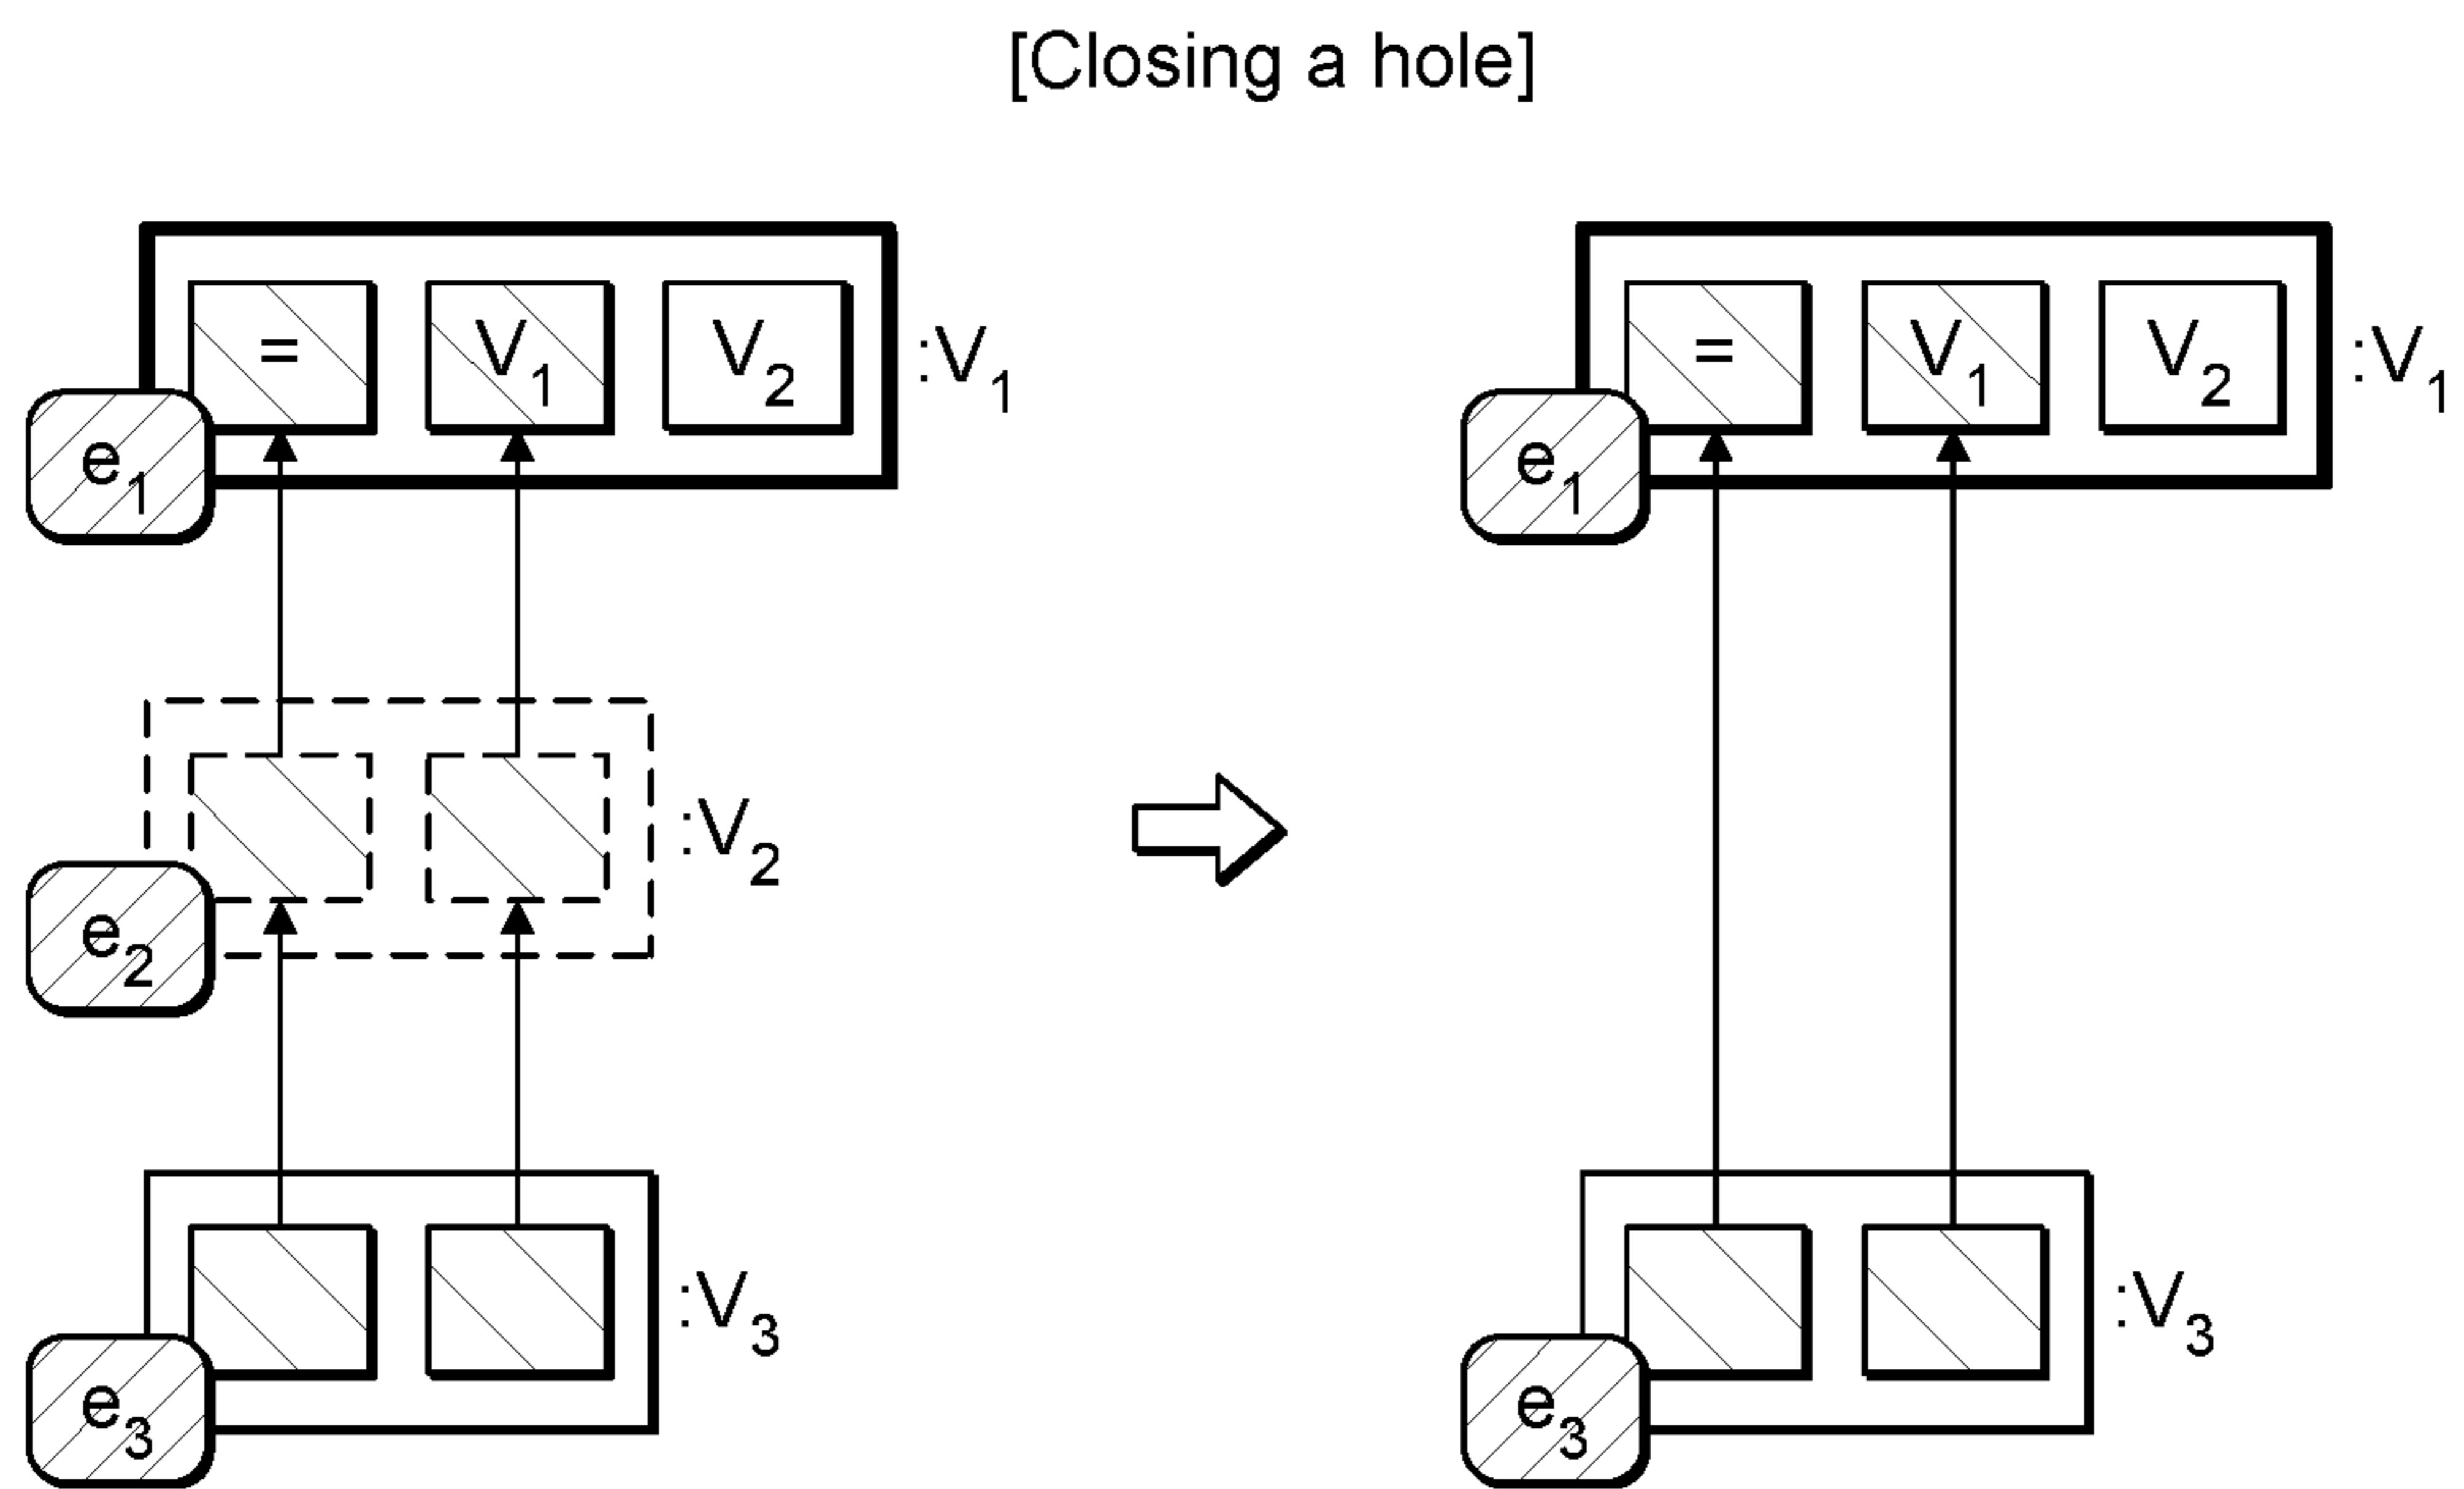 [Closing a hole]
= V₁ V₂ :V₁
e₁
:V₂
e₂
:V₃
e₃
= V₁ V₂ :V₁
e₁
:V₃
e₃